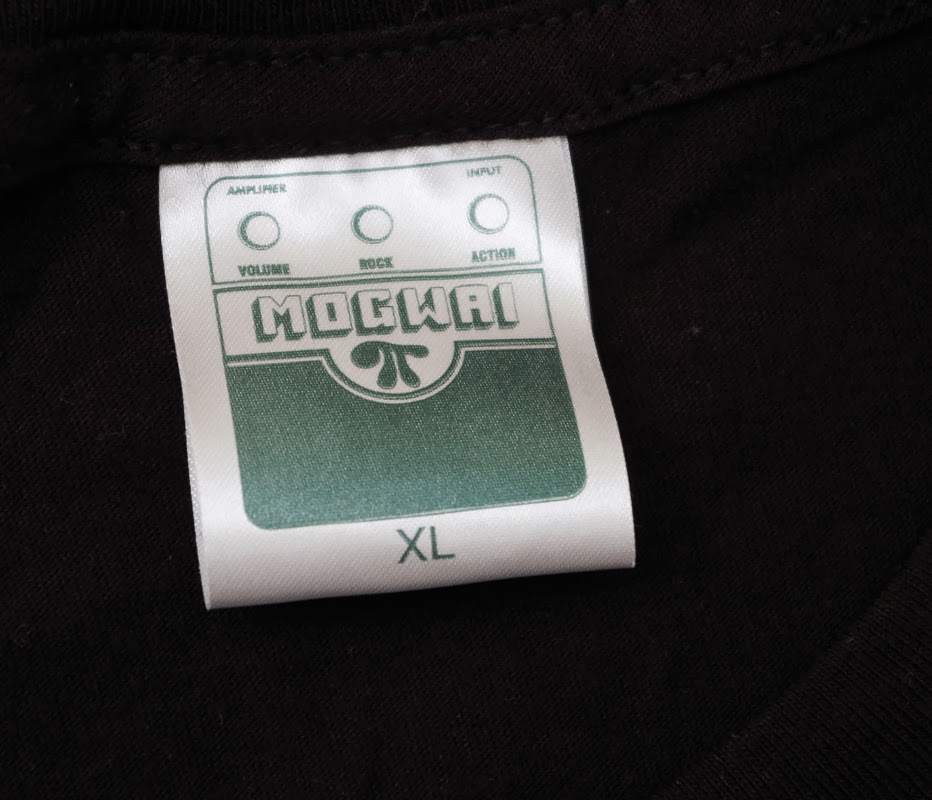 AMPLIFIER INPUT
VOLUME ROCK ACTION
MOGWAI
XL